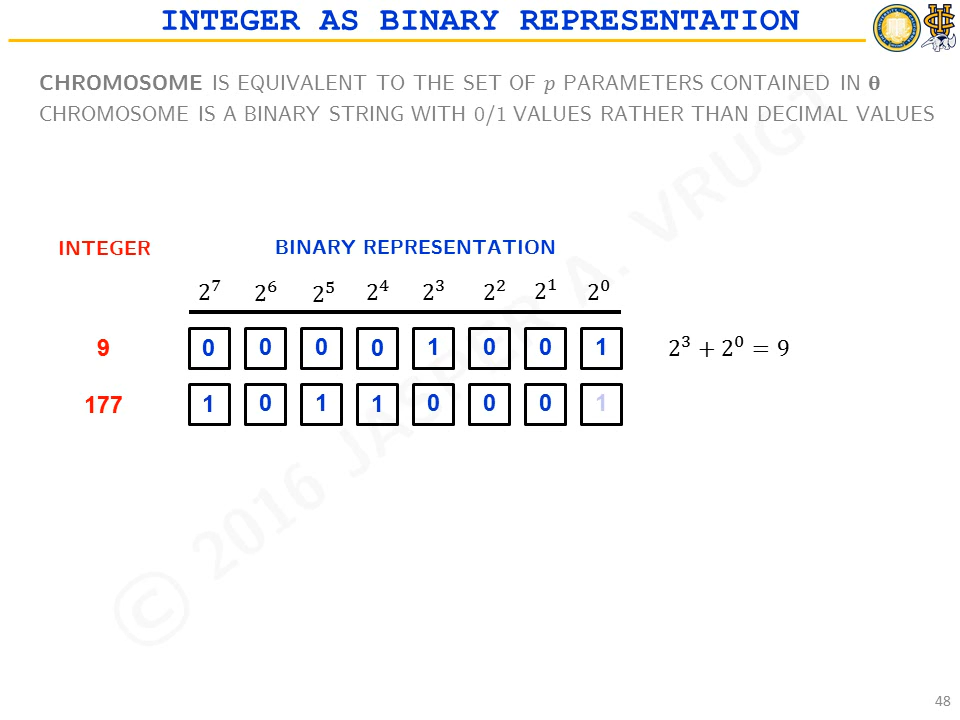 INTEGER AS BINARY REPRESENTATION
CHROMOSOME IS EQUIVALENT TO THE SET OF p PARAMETERS CONTAINED IN θ
CHROMOSOME IS A BINARY STRING WITH 0/1 VALUES RATHER THAN DECIMAL VALUES
INTEGER BINARY REPRESENTATION
2⁷ 2⁶ 2⁵ 2⁴ 2³ 2² 2¹ 2⁰
9 0 0 0 0 1 0 0 1 2³ + 2⁰ = 9
177 1 0 1 1 0 0 0 1
48